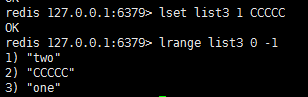 OK
redis 127.0.0.1:6379> lset list3 1 CCCCC
OK
redis 127.0.0.1:6379> lrange list3 0 -1
1) "two"
2) "CCCCC"
3) "one"